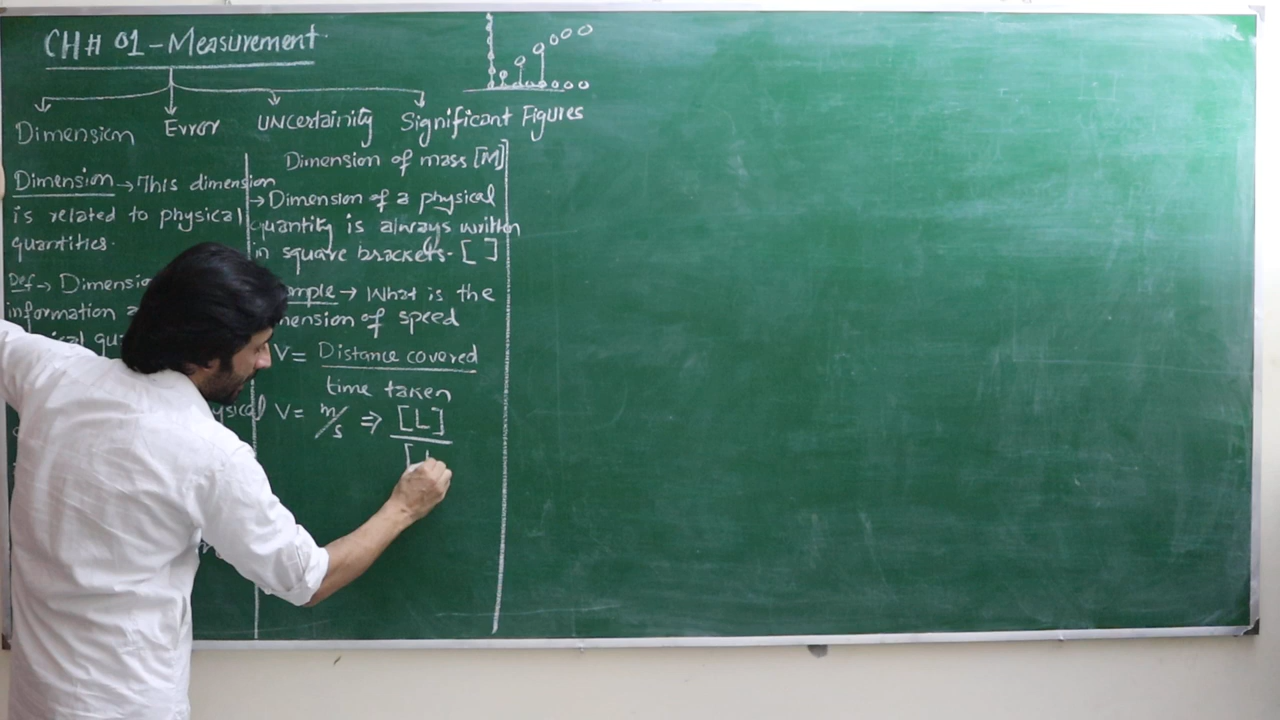 CH# 01 - Measurement
Dimension Error UNCertainity Significant Figures
Dimension → This dimension
is related to physical
quantities.
Def → Dimensio
information a
ical qu
ysical
Dimension of mass [M]
→ Dimension of a physical
quantity is always written
in square brackets- [ ]
mple → What is the
mension of speed
V = Distance covered
time taken
V = m/s ⇒ [L]
[